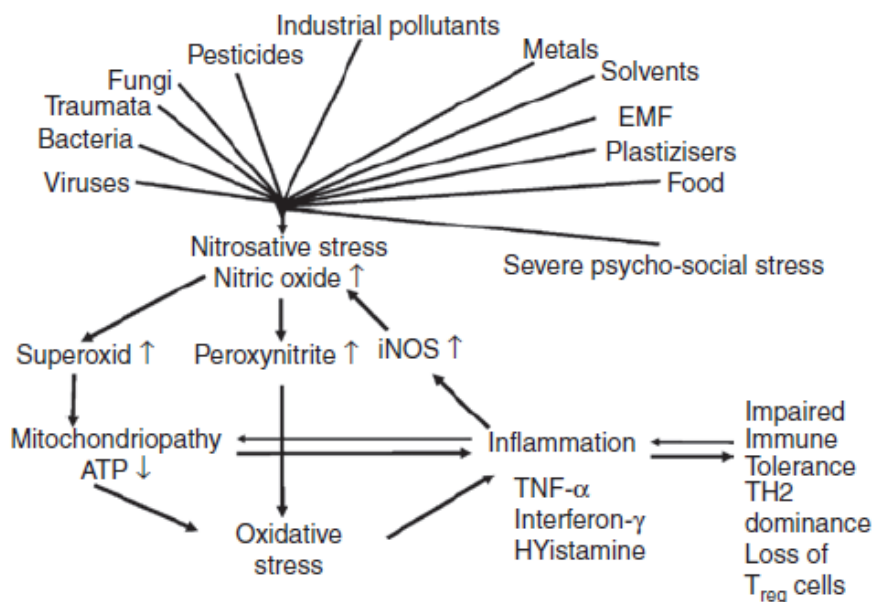 Industrial pollutants
Metals
Pesticides
Solvents
Fungi
Traumata
EMF
Bacteria
Plastizisers
Viruses
Food
Nitrosative stress
Nitric oxide ↑
Severe psycho-social stress
Superoxid ↑
Peroxynitrite ↑
iNOS ↑
Mitochondriopathy
ATP ↓
Inflammation
TNF-α
Interferon-γ
HYistamine
Impaired
Immune
Tolerance
TH2
dominance
Loss of
Treg cells
Oxidative
stress